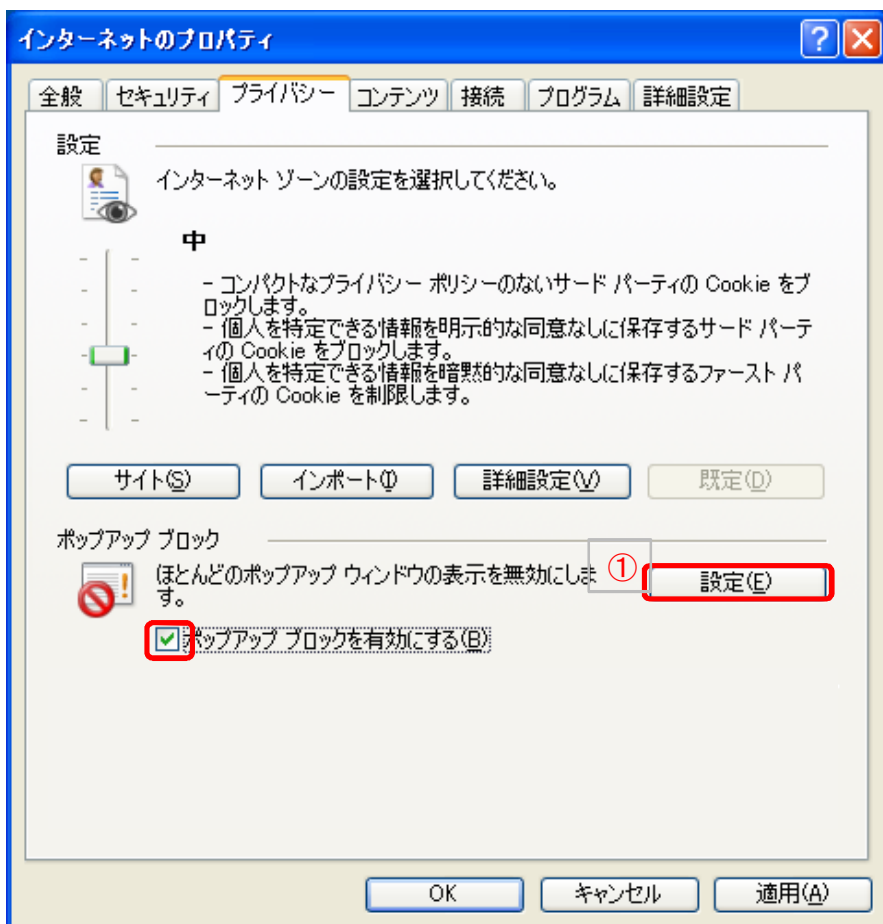 インターネットのプロパティ
全般 セキュリティ プライバシー コンテンツ 接続 プログラム 詳細設定
設定
インターネット ゾーンの設定を選択してください。
中
- コンパクトなプライバシー ポリシーのないサード パーティの Cookie をブ
ロックします。
- 個人を特定できる情報を明示的な同意なしに保存するサード パーテ
ィの Cookie をブロックします。
- 個人を特定できる情報を暗黙的な同意なしに保存するファースト パ
ーティの Cookie を制限します。
サイト(S) インポート(I) 詳細設定(V) 既定(D)
ポップアップ ブロック
ほとんどのポップアップ ウィンドウの表示を無効にしま
す。
① 設定(E)
ポップアップ ブロックを有効にする(B)
OK キャンセル 適用(A)